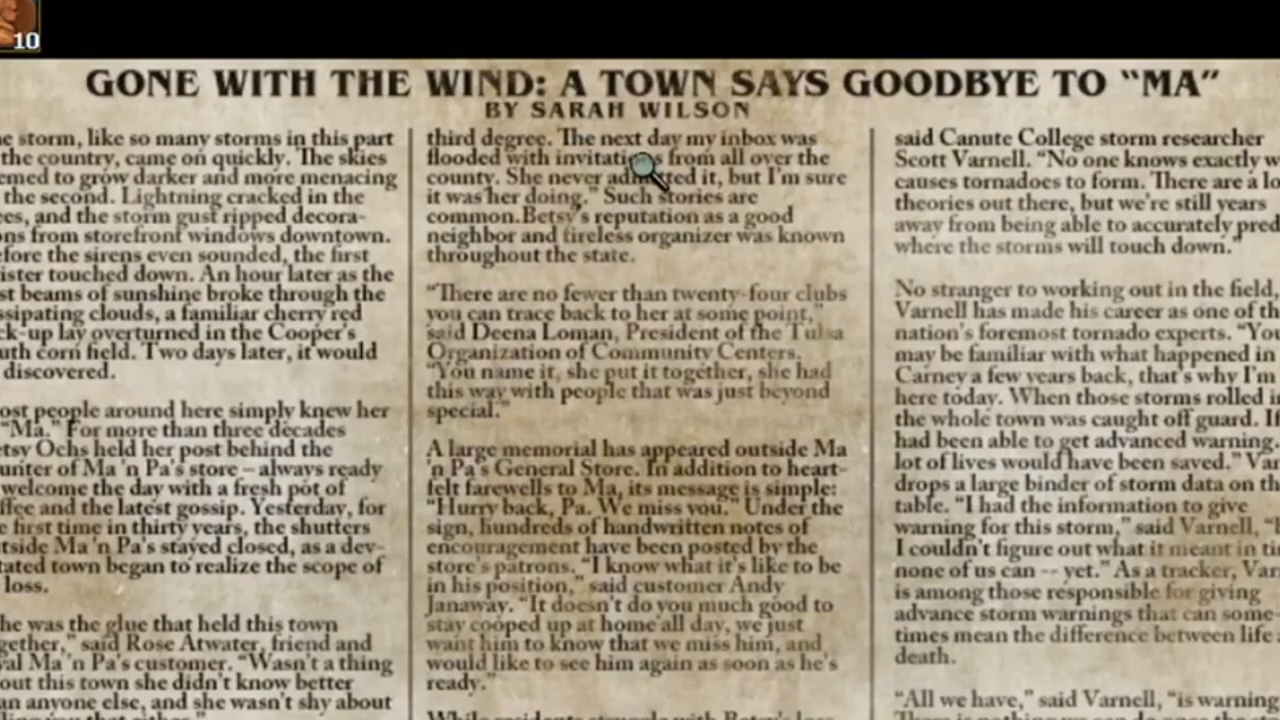 10
GONE WITH THE WIND: A TOWN SAYS GOODBYE TO "MA"
BY SARAH WILSON
e storm, like so many storms in this part
the country, came on quickly. The skies
emed to grow darker and more menacing
the second. Lightning cracked in the
es, and the storm gust ripped decora-
ns from storefront windows downtown.
efore the sirens even sounded, the first
ister touched down. An hour later as the
st beams of sunshine broke through the
ssipating clouds, a familiar cherry red
ck-up lay overturned in the Cooper's
uth corn field. Two days later, it would
discovered.
ost people around here simply knew her
"Ma." For more than three decades
etsy Ochs held her post behind the
unter of Ma 'n Pa's store – always ready
welcome the day with a fresh pot of
ffee and the latest gossip. Yesterday, for
e first time in thirty years, the shutters
tside Ma 'n Pa's stayed closed, as a dev-
tated town began to realize the scope of
loss.
he was the glue that held this town
gether," said Rose Atwater, friend and
yal Ma 'n Pa's customer. "Wasn't a thing
out this town she didn't know better
an anyone else, and she wasn't shy about
ling you that either."
third degree. The next day my inbox was
flooded with invitati s from all over the
county. She never ad ted it, but I'm sure
it was her doing." Such stories are
common.Betsy's reputation as a good
neighbor and tireless organizer was known
throughout the state.
"There are no fewer than twenty-four clubs
you can trace back to her at some point,"
said Deena Loman, President of the Tulsa
Organization of Community Centers.
"You name it, she put it together, she had
this way with people that was just beyond
special."
A large memorial has appeared outside Ma
'n Pa's General Store. In addition to heart-
felt farewells to Ma, its message is simple:
"Hurry back, Pa. We miss you." Under the
sign, hundreds of handwritten notes of
encouragement have been posted by the
store's patrons. "I know what it's like to be
in his position," said customer Andy
Janaway. "It doesn't do you much good to
stay cooped up at home all day, we just
want him to know that we miss him, and
would like to see him again as soon as he's
ready."
While residents struggle with Betsy's loss
said Canute College storm researcher
Scott Varnell. "No one knows exactly w
causes tornadoes to form. There are a lo
theories out there, but we're still years
away from being able to accurately pred
where the storms will touch down."
No stranger to working out in the field,
Varnell has made his career as one of th
nation's foremost tornado experts. "You
may be familiar with what happened in
Carney a few years back, that's why I'm
here today. When those storms rolled i
the whole town was caught off guard. If
had been able to get advanced warning,
lot of lives would have been saved." Var
drops a large binder of storm data on th
table. "I had the information to give
warning for this storm," said Varnell, "I
I couldn't figure out what it meant in ti
none of us can -- yet." As a tracker, Var
is among those responsible for giving
advance storm warnings that can some
times mean the difference between life
death.
"All we have," said Varnell, "is warning